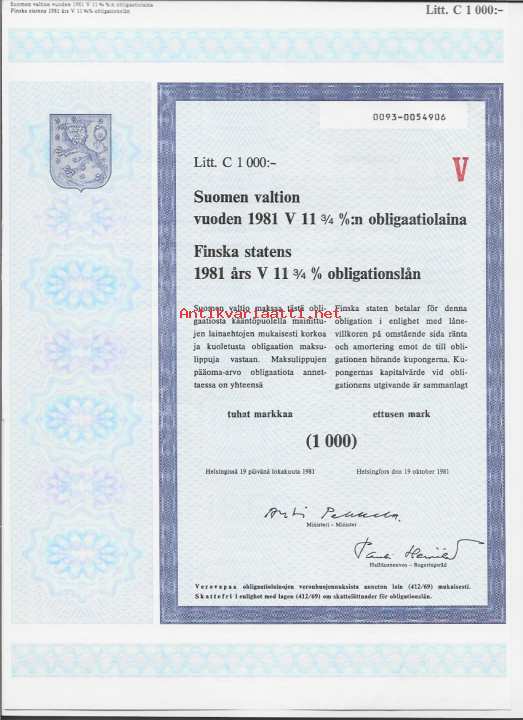 Suomen valtion vuoden 1981 V 11 ¾ %:n obligaatiolaina
Finska statens 1981 års V 11 ¾% obligationslån
Litt. C 1 000:–
0093-0054906
Litt. C 1 000:–
V
Suomen valtion
vuoden 1981 V 11 ¾ %:n obligaatiolaina
Finska statens
1981 års V 11 ¾ % obligationslån
Antikvariaatti.net
Suomen valtio maksaa tästä obli-
gaatiosta kääntöpuolella mainittu-
jen lainaehtojen mukaisesti korkoa
ja kuoletusta obligaation maksu-
lippuja vastaan. Maksulippujen
pääoma-arvo obligaatiota annet-
taessa on yhteensä
Finska staten betalar för denna
obligation i enlighet med låne-
villkoren på omstående sida ränta
och amortering emot de till obli-
gationen hörande kupongerna. Ku-
pongernas kapitalvärde vid obli-
gationens utgivande är sammanlagt
tuhat markkaa
ettusen mark
(1 000)
Helsingissä 19 päivänä lokakuuta 1981
Helsingfors den 19 oktober 1981
Ministeri – Minister
Hallitusneuvos – Regeringsråd
Verovapaa obligaatiolainojen veronhuojennuksista annetun lain (412/69) mukaisesti.
Skattefri i enlighet med lagen (412/69) om skattelättnader för obligationslån.